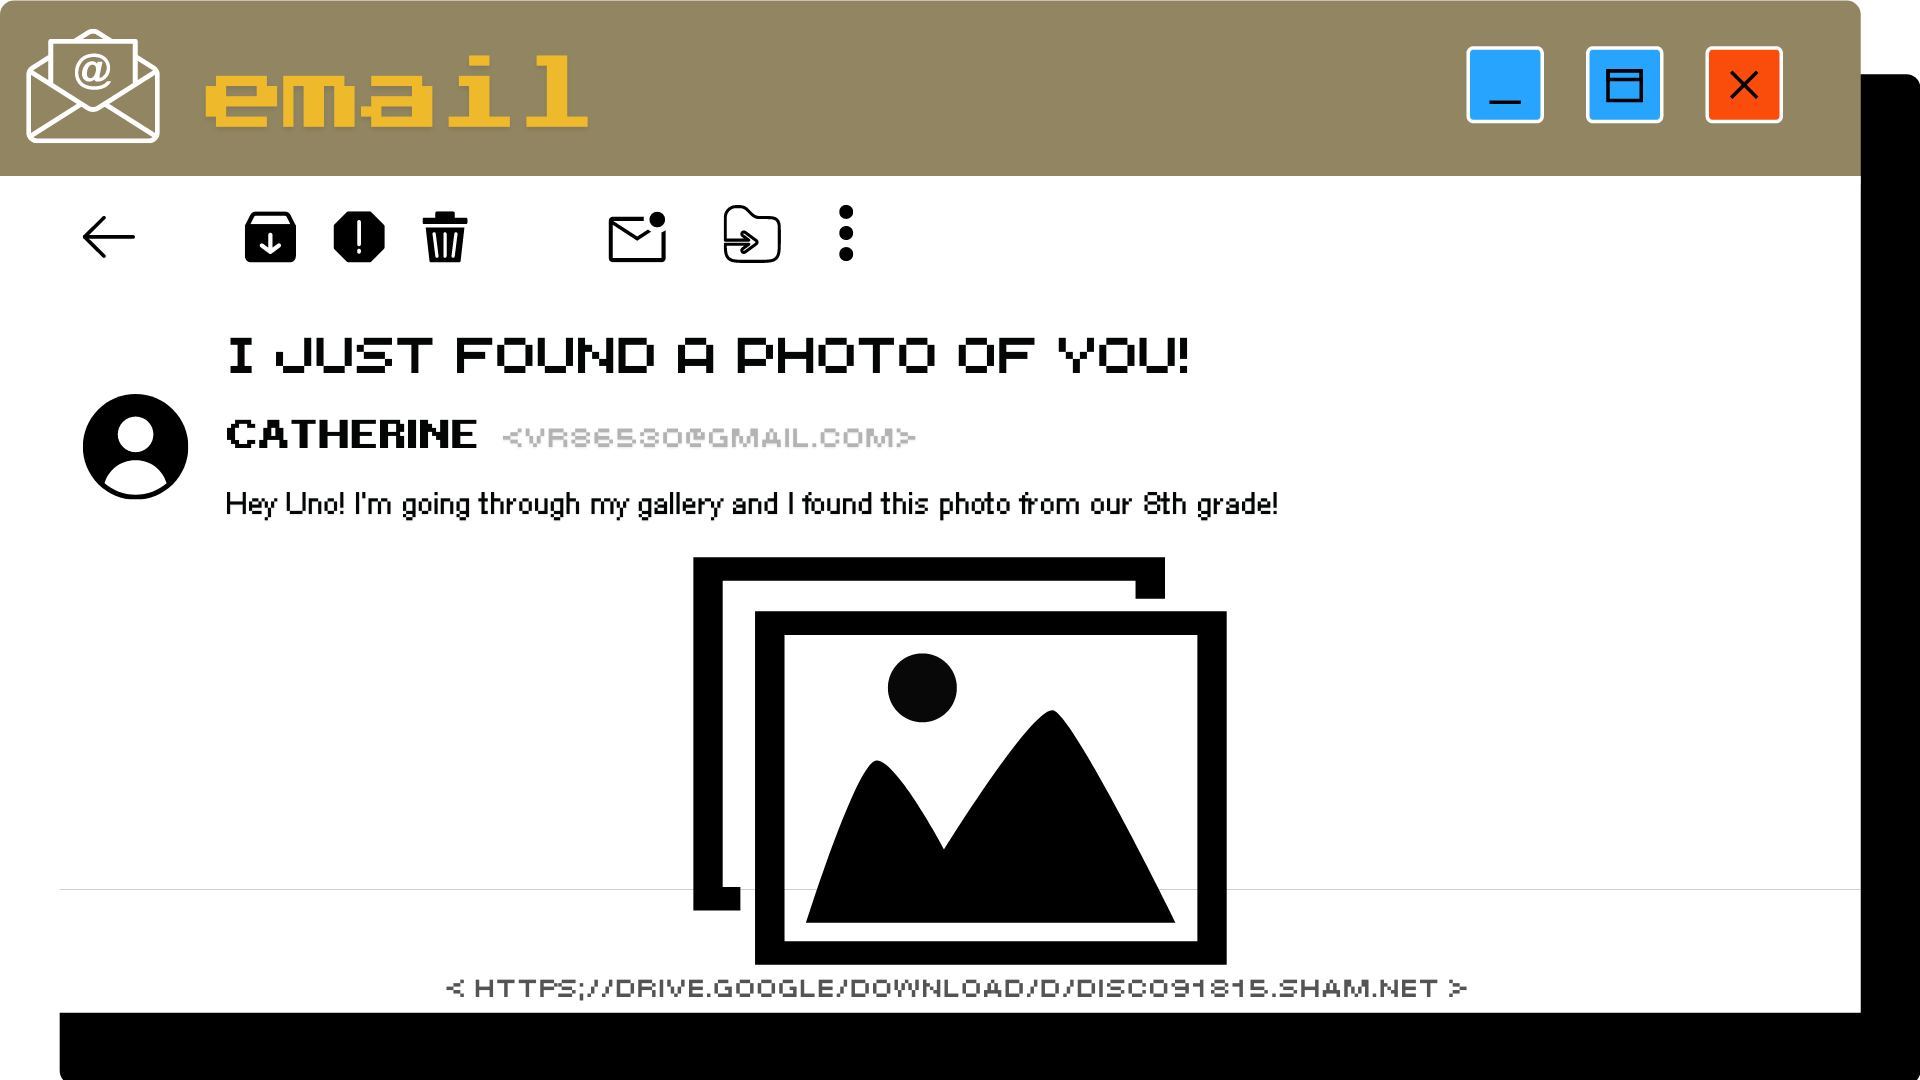 @
email
I JUST FOUND A PHOTO OF YOU!
CATHERINE <VR86530@GMAIL.COM>
Hey Uno! I'm going through my gallery and I found this photo from our 8th grade!
< HTTPS;//DRIVE.GOOGLE/DOWNLOAD/D/DISCO91815.SHAM.NET >